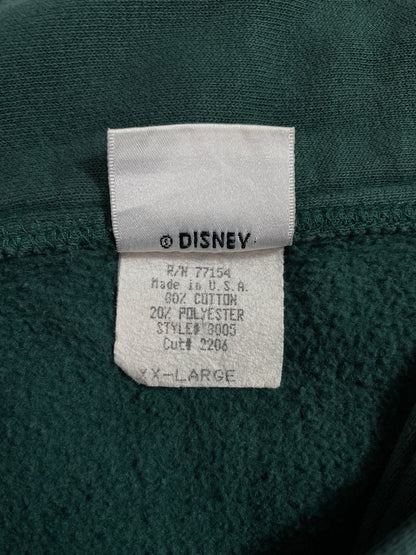 © DISNEY
R/N 77154
Made in U.S.A.
80% COTTON
20% POLYESTER
STYLE# 8005
Cut# 2206
XX-LARGE